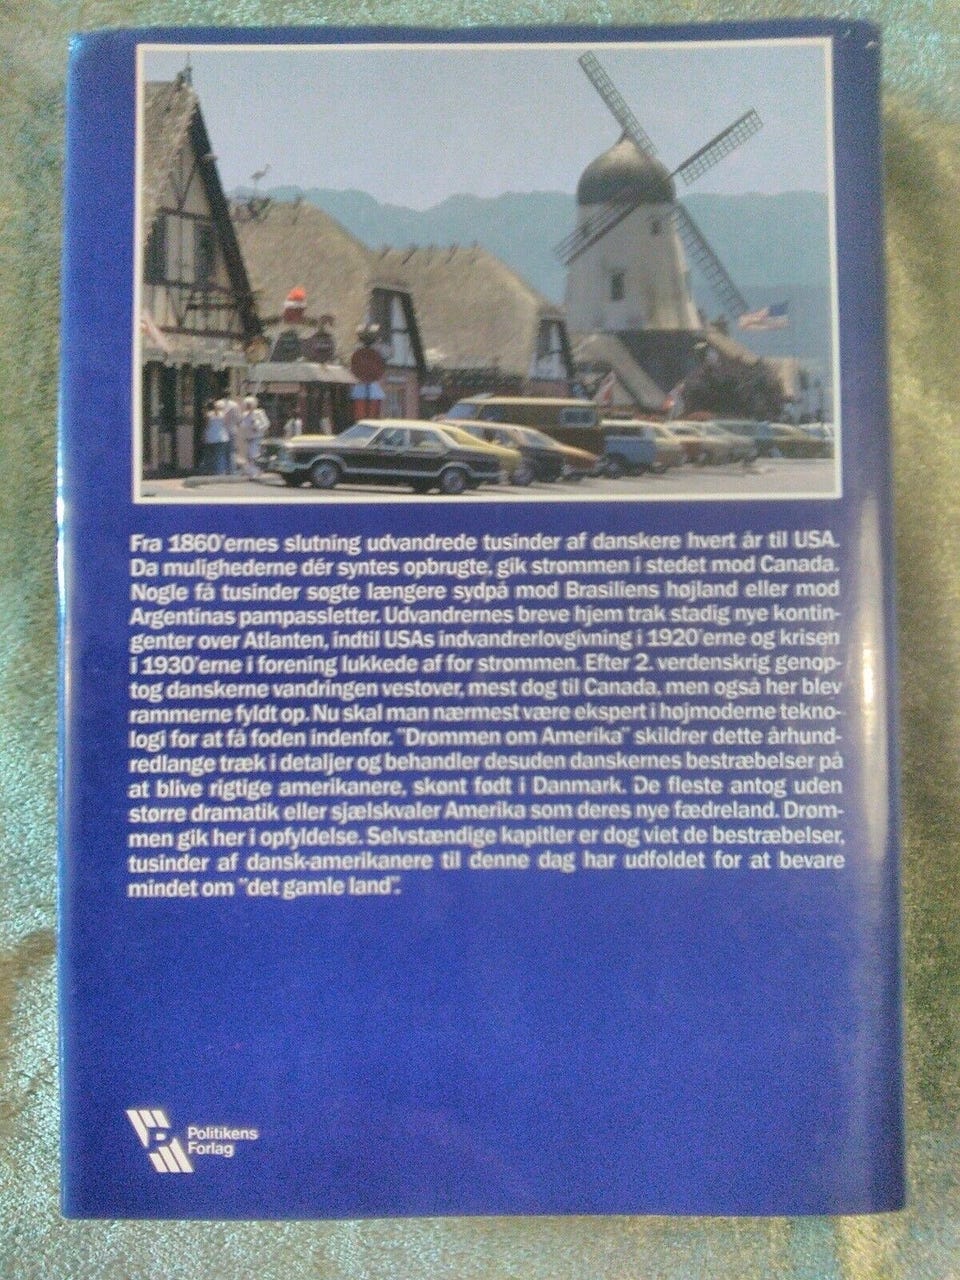 Fra 1860'ernes slutning udvandrede tusinder af danskere hvert år til USA.
Da mulighederne dér syntes opbrugte, gik strømmen i stedet mod Canada.
Nogle få tusinder søgte længere sydpå mod Brasiliens højland eller mod
Argentinas pampassletter. Udvandrernes breve hjem trak stadig nye kontin-
genter over Atlanten, indtil USAs indvandrerlovgivning i 1920'erne og krisen
i 1930'erne i forening lukkede af for strømmen. Efter 2. verdenskrig genop-
tog danskerne vandringen vestover, mest dog til Canada, men også her blev
rammerne fyldt op. Nu skal man nærmest være ekspert i højmoderne tekno-
logi for at få foden indenfor. "Drømmen om Amerika" skildrer dette århund-
redlange træk i detaljer og behandler desuden danskernes bestræbelser på
at blive rigtige amerikanere, skønt født i Danmark. De fleste antog uden
større dramatik eller sjælskvaler Amerika som deres nye fædreland. Drøm-
men gik her i opfyldelse. Selvstændige kapitler er dog viet de bestræbelser,
tusinder af dansk-amerikanere til denne dag har udfoldet for at bevare
mindet om "det gamle land".
P
Politikens
Forlag